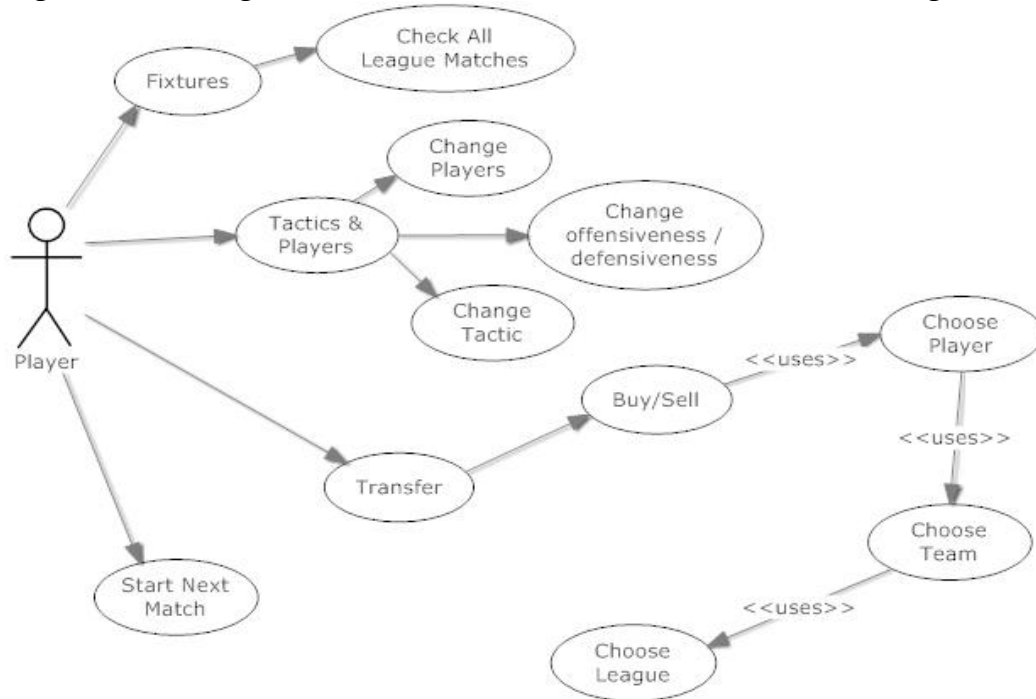 Check All
League Matches
Fixtures
Change
Players
Tactics &
Players
Change
offensiveness /
defensiveness
Change
Tactic
Player
Choose
Player
<<uses>>
Buy/Sell
<<uses>>
Transfer
Choose
Team
Start Next
Match
<<uses>>
Choose
League